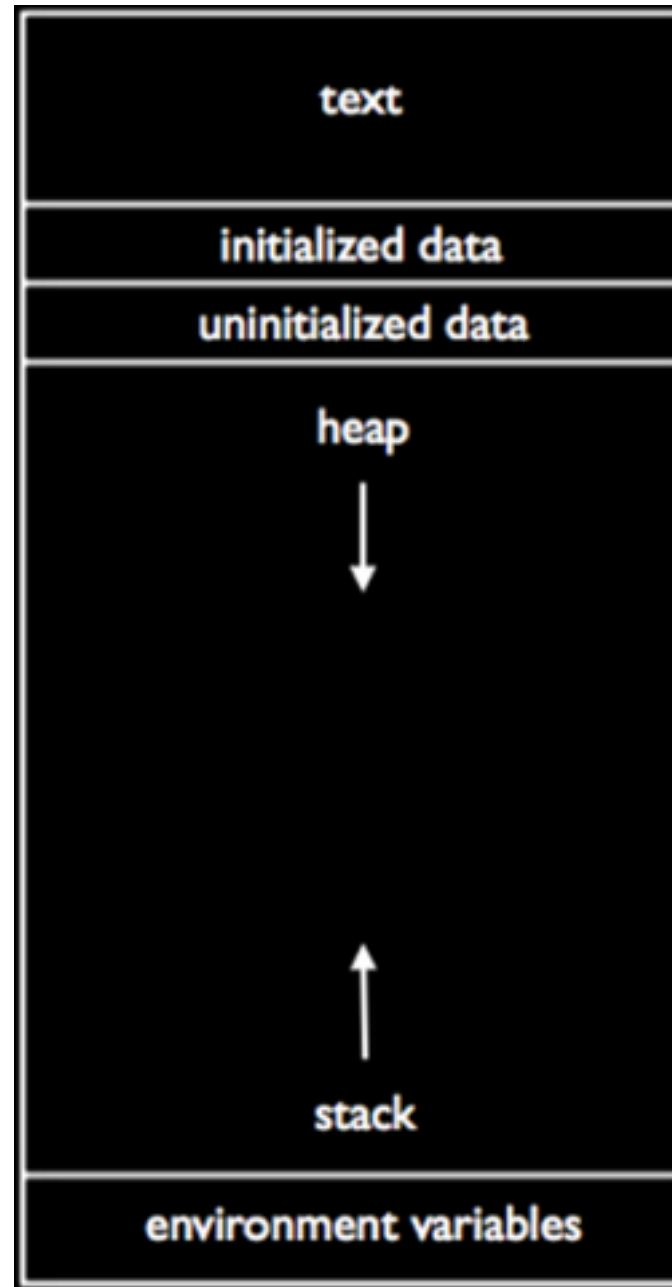 text
initialized data
uninitialized data
heap
stack
environment variables